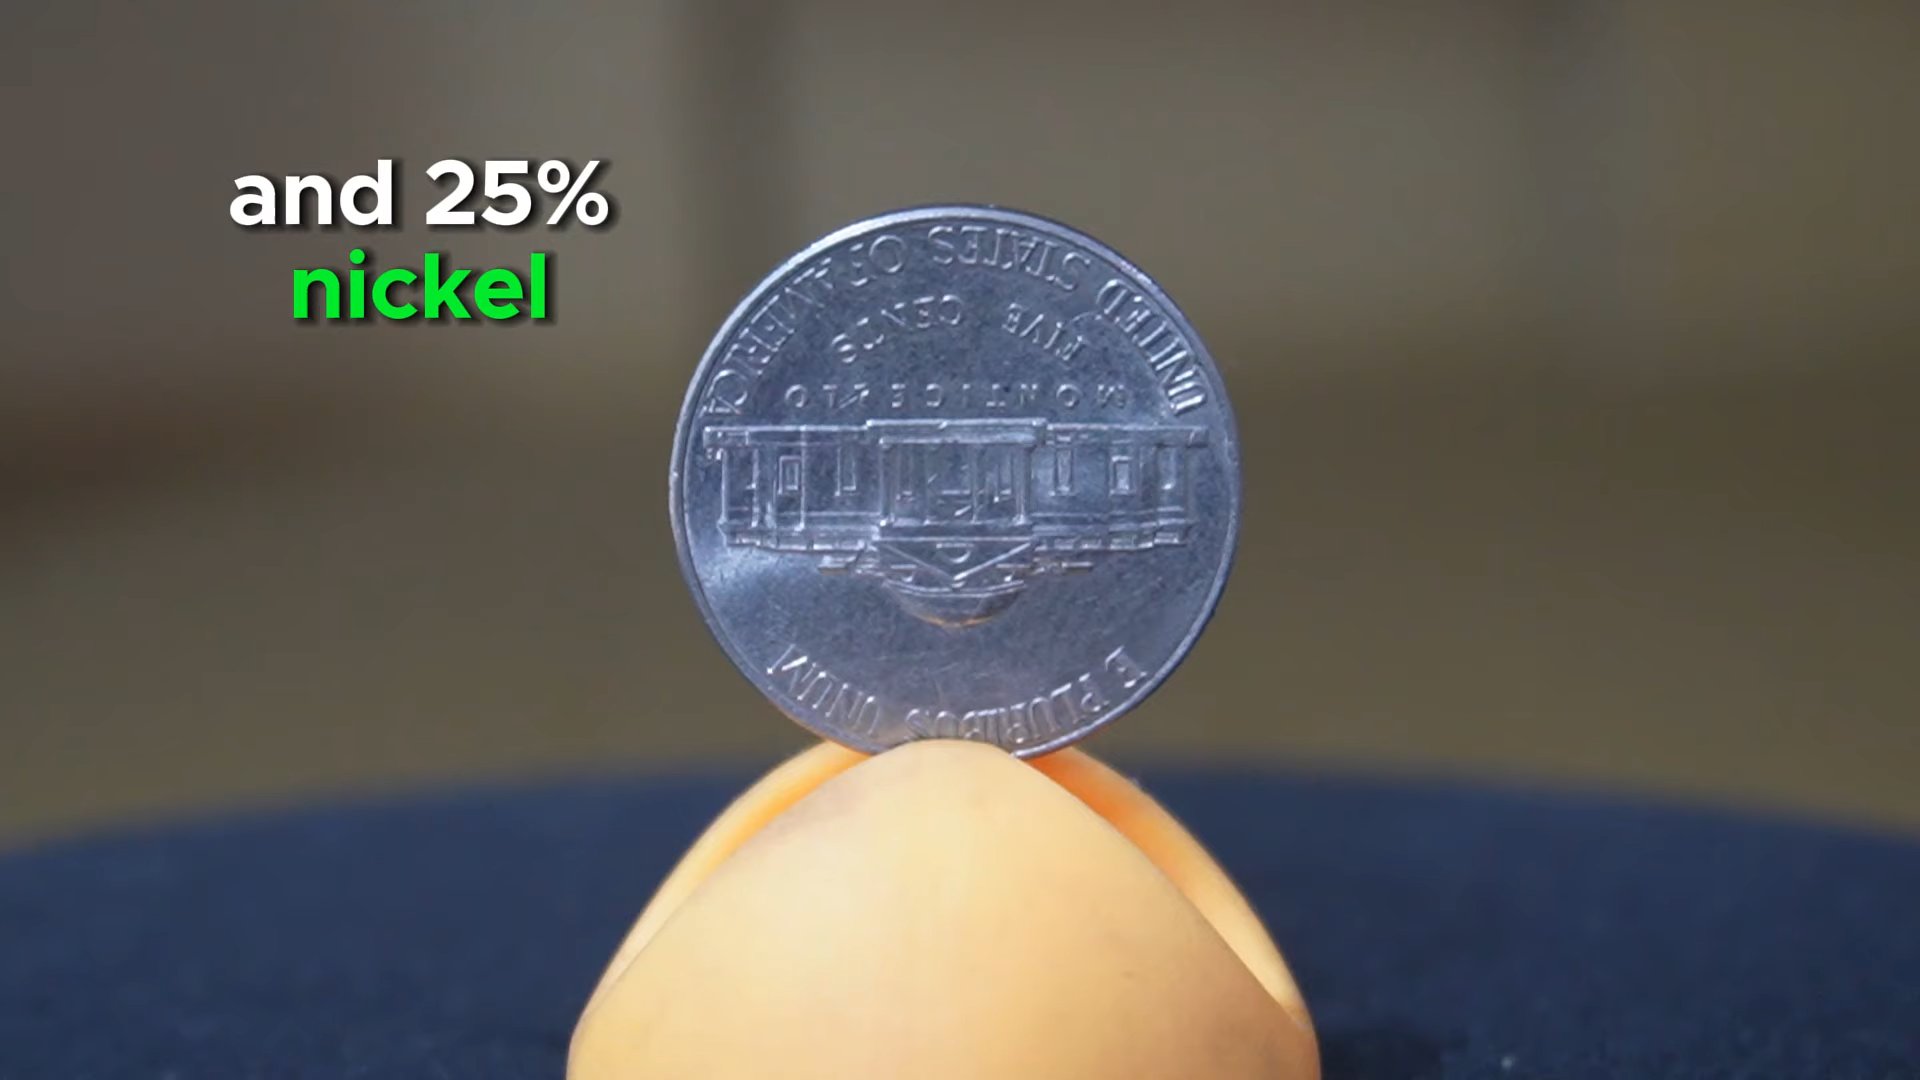 and 25%
nickel
E PLURIBUS UNUM
MONTICELLO
FIVE CENTS
UNITED STATES OF AMERICA